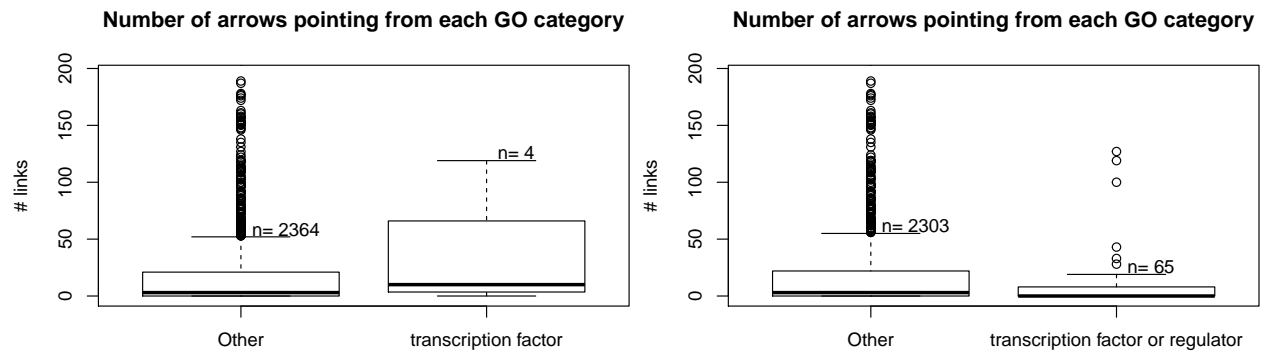 Number of arrows pointing from each GO category
# links
200
150
100
50
0
n= 2364
n= 4
Other
transcription factor
Number of arrows pointing from each GO category
# links
200
150
100
50
0
n= 2303
n= 65
Other
transcription factor or regulator